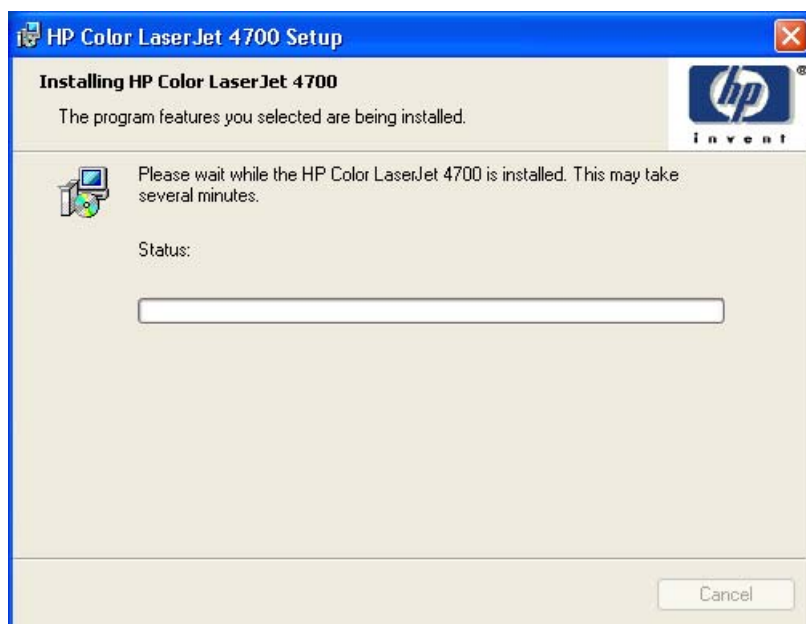 HP Color LaserJet 4700 Setup
Installing HP Color LaserJet 4700
The program features you selected are being installed.
hp
®
invent
Please wait while the HP Color LaserJet 4700 is installed. This may take
several minutes.
Status:
Cancel